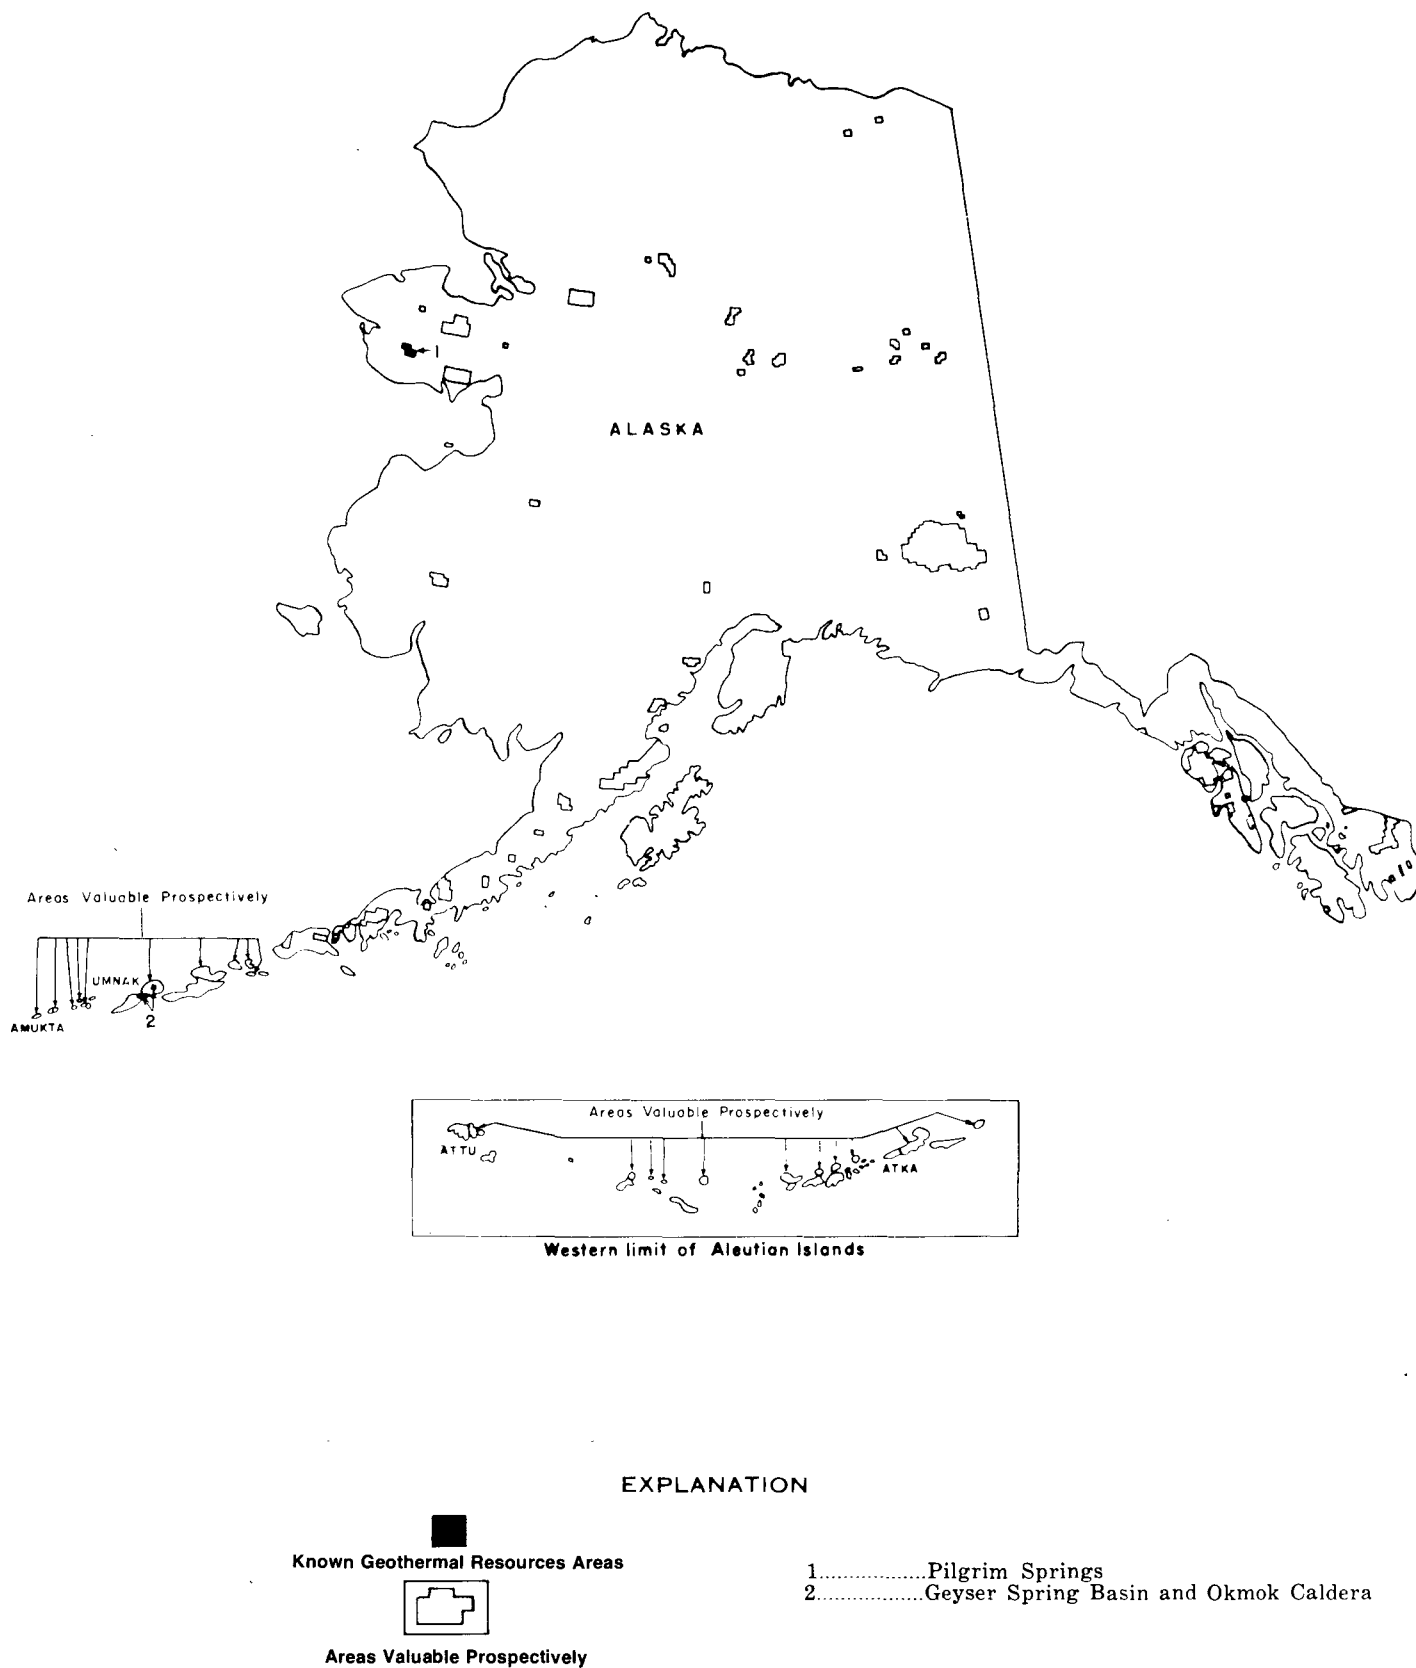 1
ALASKA
Areas Valuable Prospectively
UMNAK
AMUKTA
2
Areas Valuable Prospectively
ATTU
ATKA
Western limit of Aleutian Islands
EXPLANATION
Known Geothermal Resources Areas
Areas Valuable Prospectively
1..................Pilgrim Springs
2..................Geyser Spring Basin and Okmok Caldera